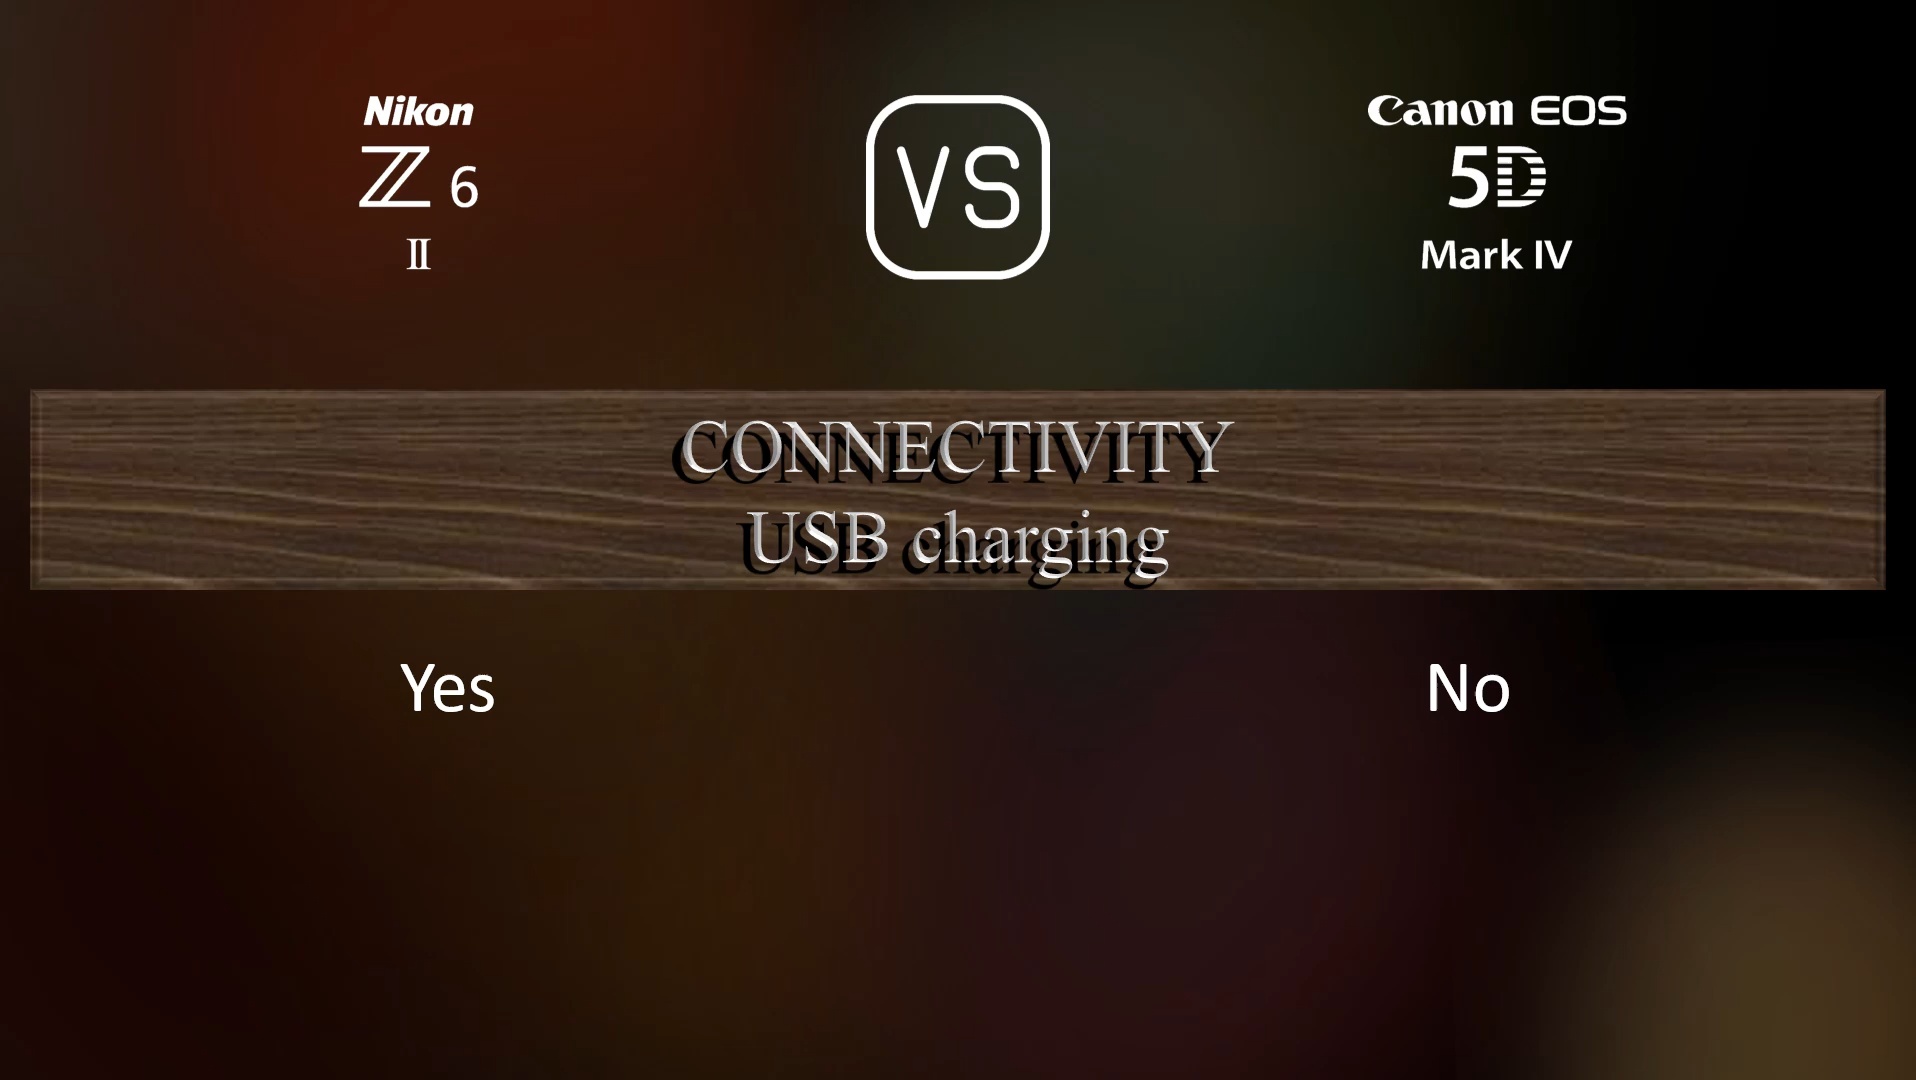 Nikon
Z 6
II
VS
Canon EOS
5D
Mark IV
CONNECTIVITY
USB charging
Yes
No